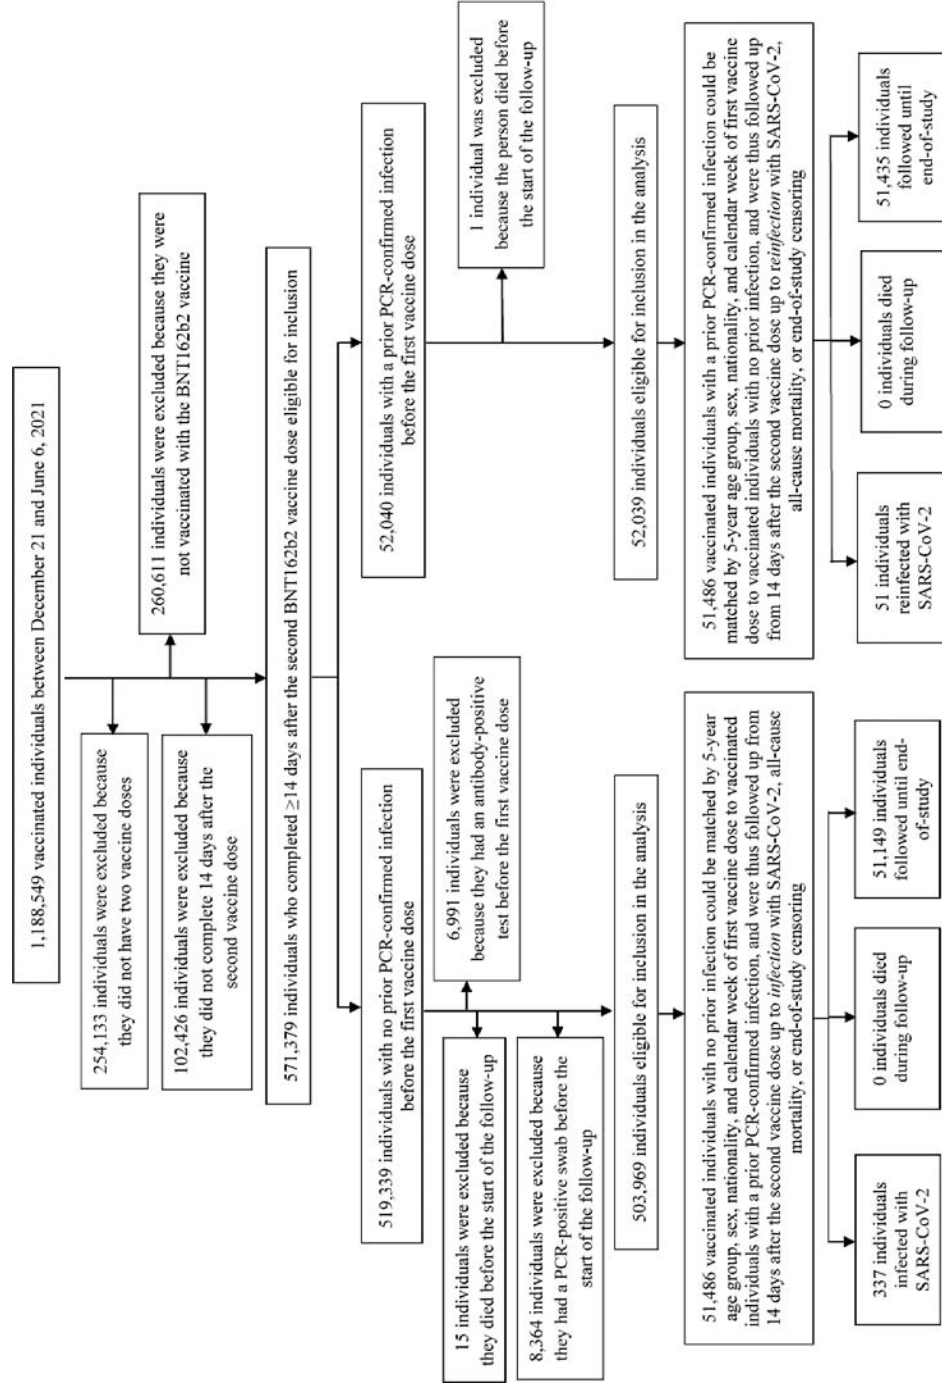 1,188,549 vaccinated individuals between December 21 and June 6, 2021
254,133 individuals were excluded because
they did not have two vaccine doses
260,611 individuals were excluded because they were
not vaccinated with the BNT162b2 vaccine
102,426 individuals were excluded because
they did not complete 14 days after the
second vaccine dose
571,379 individuals who completed ≥14 days after the second BNT162b2 vaccine dose eligible for inclusion
519,339 individuals with no prior PCR-confirmed infection
before the first vaccine dose
52,040 individuals with a prior PCR-confirmed infection
before the first vaccine dose
15 individuals were excluded because
they died before the start of the follow-up
6,991 individuals were excluded
because they had an antibody-positive
test before the first vaccine dose
8,364 individuals were excluded because
they had a PCR-positive swab before the
start of the follow-up
1 individual was excluded
because the person died before
the start of the follow-up
503,969 individuals eligible for inclusion in the analysis
52,039 individuals eligible for inclusion in the analysis
51,486 vaccinated individuals with no prior infection could be matched by 5-year
age group, sex, nationality, and calendar week of first vaccine dose to vaccinated
individuals with a prior PCR-confirmed infection, and were thus followed up from
14 days after the second vaccine dose up to infection with SARS-CoV-2, all-cause
mortality, or end-of-study censoring
51,486 vaccinated individuals with a prior PCR-confirmed infection could be
matched by 5-year age group, sex, nationality, and calendar week of first vaccine
dose to vaccinated individuals with no prior infection, and were thus followed up
from 14 days after the second vaccine dose up to reinfection with SARS-CoV-2,
all-cause mortality, or end-of-study censoring
337 individuals
infected with
SARS-CoV-2
0 individuals died
during follow-up
51,149 individuals
followed until end-
of-study
51 individuals
reinfected with
SARS-CoV-2
0 individuals died
during follow-up
51,435 individuals
followed until
end-of-study